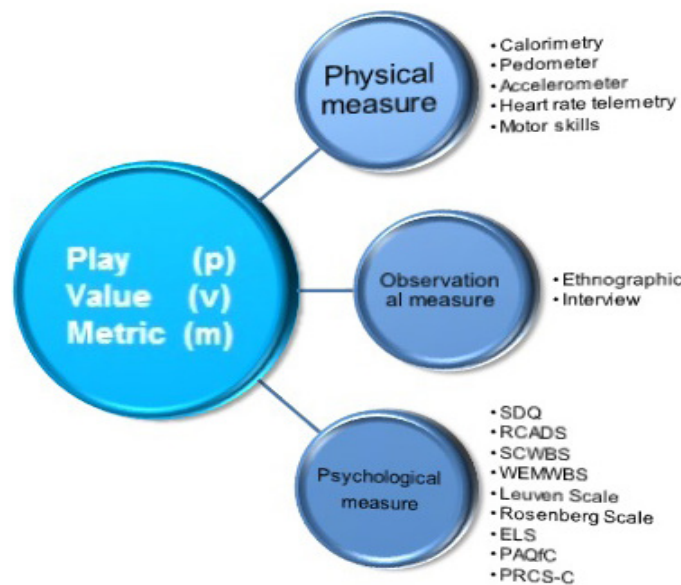 Play (p)
Value (v)
Metric (m)
Physical
measure
• Calorimetry
• Pedometer
• Accelerometer
• Heart rate telemetry
• Motor skills
Observation
al measure
• Ethnographic
• Interview
Psychological
measure
• SDQ
• RCADS
• SCWBS
• WEMWBS
• Leuven Scale
• Rosenberg Scale
• ELS
• PAQfC
• PRCS-C